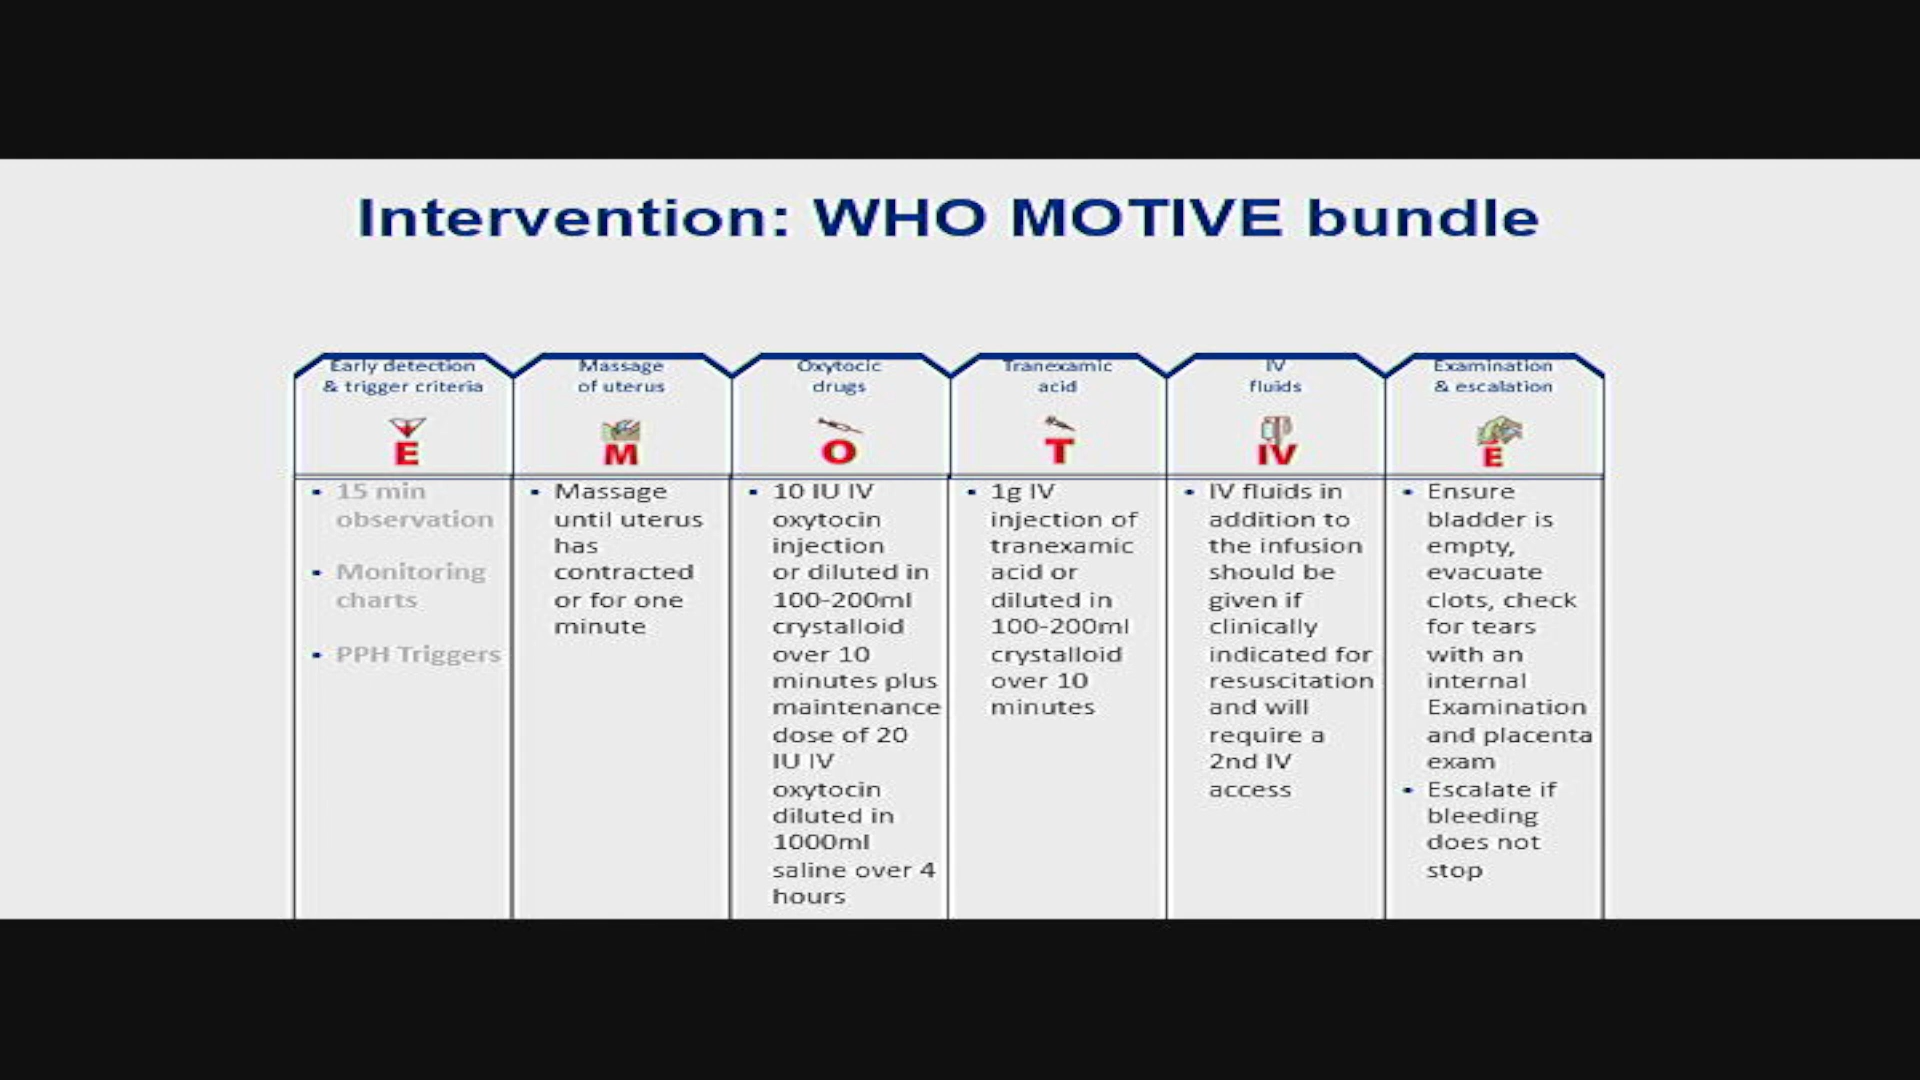 Intervention: WHO MOTIVE bundle
Early detection
& trigger criteria
E
▪ 15 min
observation
▪ Monitoring
charts
▪ PPH Triggers
Massage
of uterus
M
▪ Massage
until uterus
has
contracted
or for one
minute
Oxytocic
drugs
O
▪ 10 IU IV
oxytocin
injection
or diluted in
100-200ml
crystalloid
over 10
minutes plus
maintenance
dose of 20
IU IV
oxytocin
diluted in
1000ml
saline over 4
hours
Tranexamic
acid
T
▪ 1g IV
injection of
tranexamic
acid or
diluted in
100-200ml
crystalloid
over 10
minutes
IV
fluids
IV
▪ IV fluids in
addition to
the infusion
should be
given if
clinically
indicated for
resuscitation
and will
require a
2nd IV
access
Examination
& escalation
E
▪ Ensure
bladder is
empty,
evacuate
clots, check
for tears
with an
internal
Examination
and placenta
exam
▪ Escalate if
bleeding
does not
stop